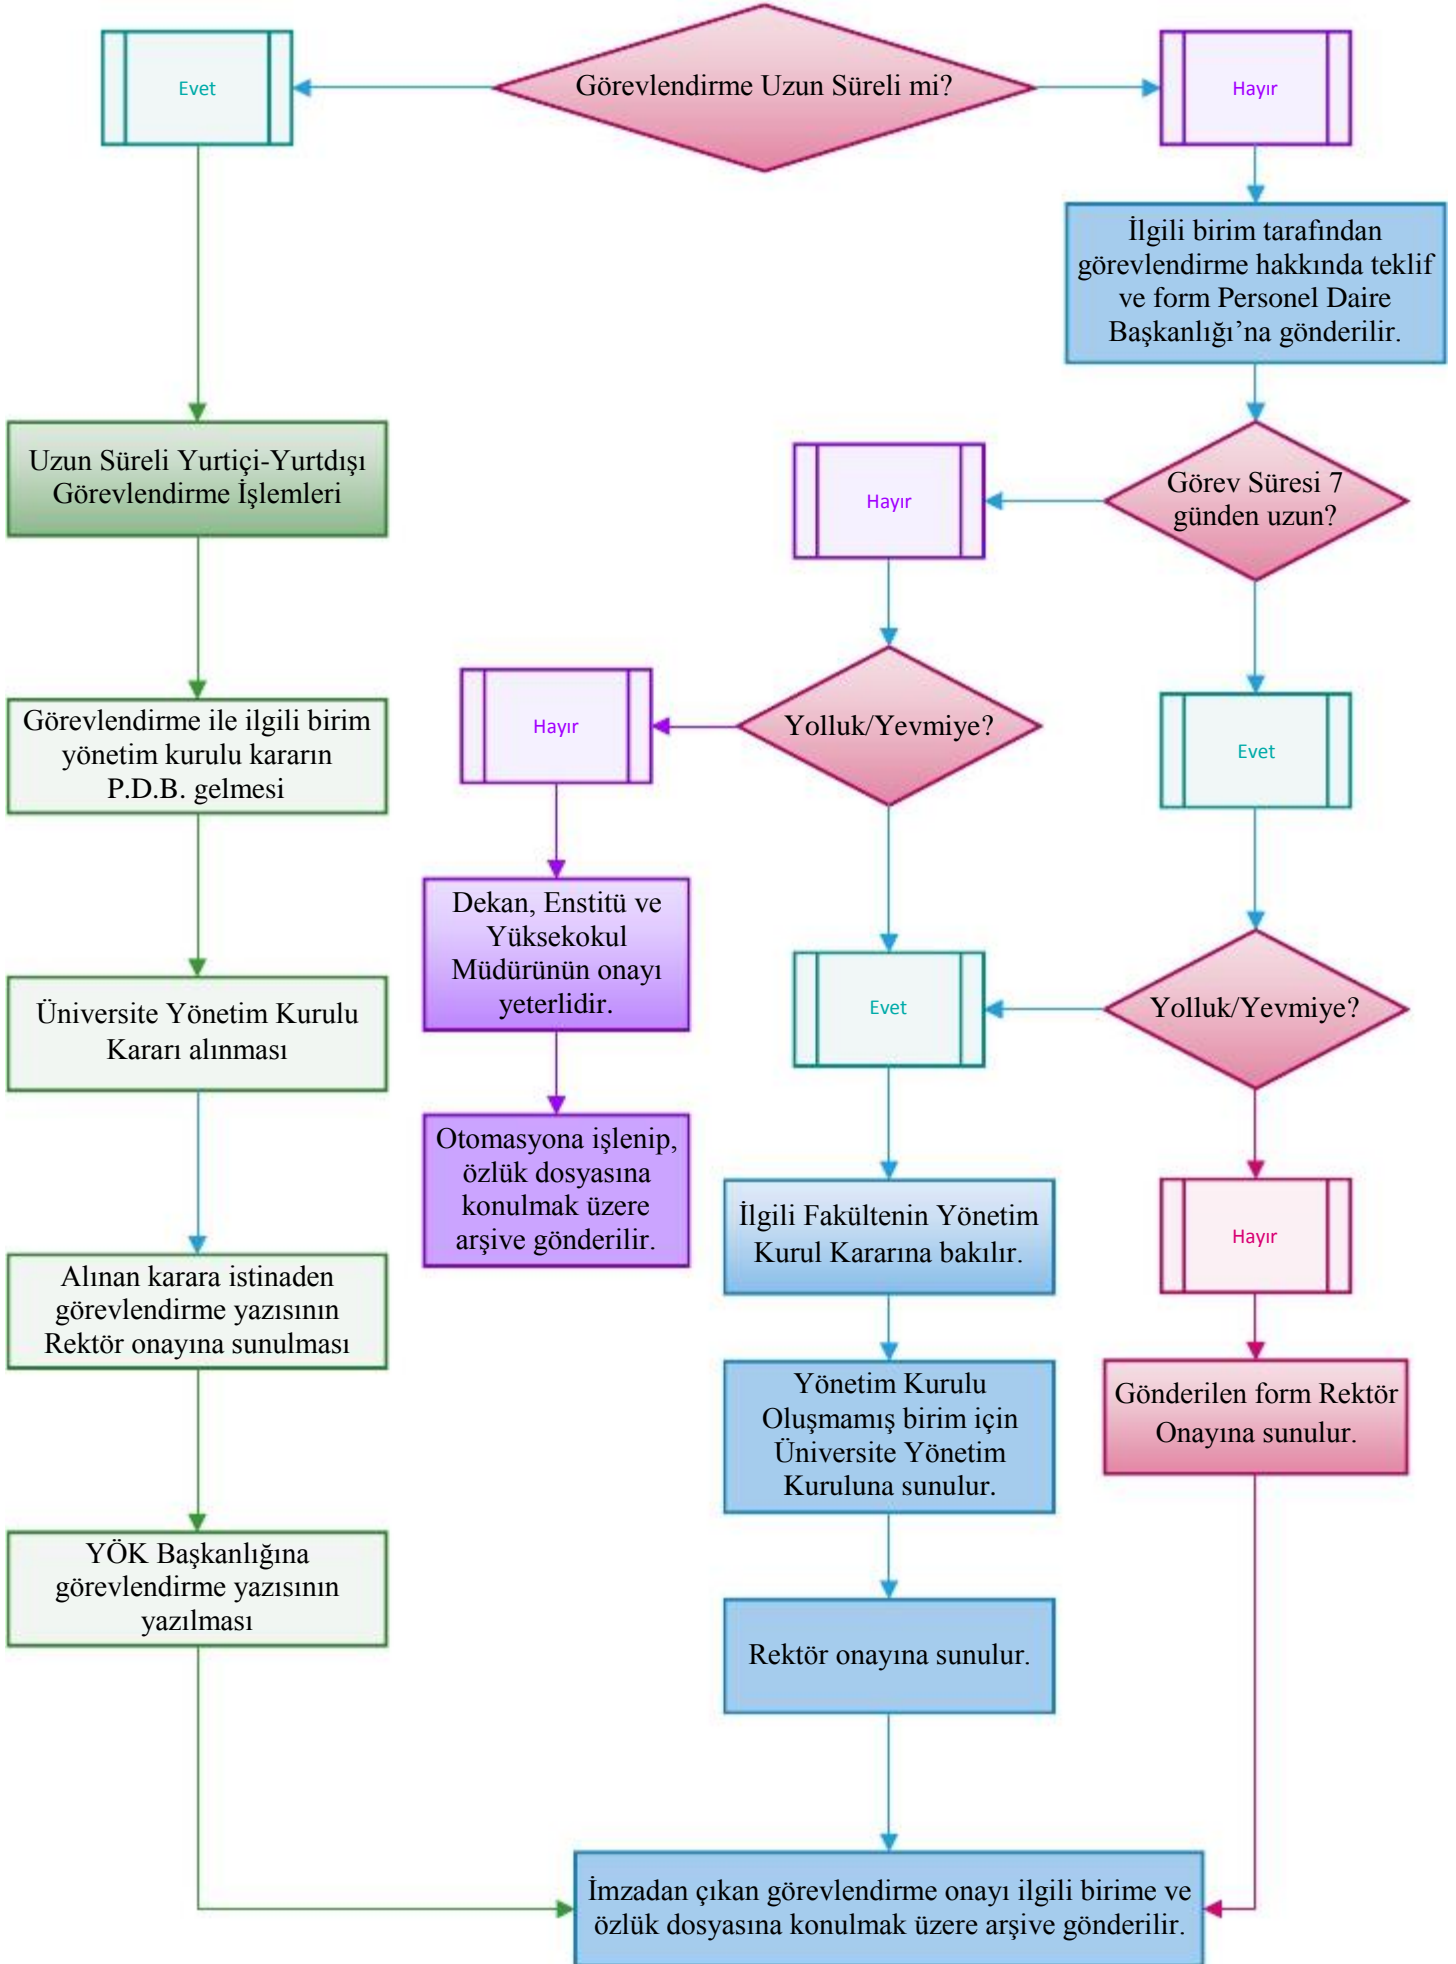 Görevlendirme Uzun Süreli mi?
Evet
Hayır
İlgili birim tarafından
görevlendirme hakkında teklif
ve form Personel Daire
Başkanlığı’na gönderilir.
Uzun Süreli Yurtiçi-Yurtdışı
Görevlendirme İşlemleri
Hayır
Görev Süresi 7
günden uzun?
Görevlendirme ile ilgili birim
yönetim kurulu kararın
P.D.B. gelmesi
Hayır
Yolluk/Yevmiye?
Evet
Dekan, Enstitü ve
Yüksekokul
Müdürünün onayı
yeterlidir.
Üniversite Yönetim Kurulu
Kararı alınması
Evet
Yolluk/Yevmiye?
Otomasyona işlenip,
özlük dosyasına
konulmak üzere
arşive gönderilir.
İlgili Fakültenin Yönetim
Kurul Kararına bakılır.
Hayır
Alınan karara istinaden
görevlendirme yazısının
Rektör onayına sunulması
Yönetim Kurulu
Oluşmamış birim için
Üniversite Yönetim
Kuruluna sunulur.
Gönderilen form Rektör
Onayına sunulur.
YÖK Başkanlığına
görevlendirme yazısının
yazılması
Rektör onayına sunulur.
İmzadan çıkan görevlendirme onayı ilgili birime ve
özlük dosyasına konulmak üzere arşive gönderilir.